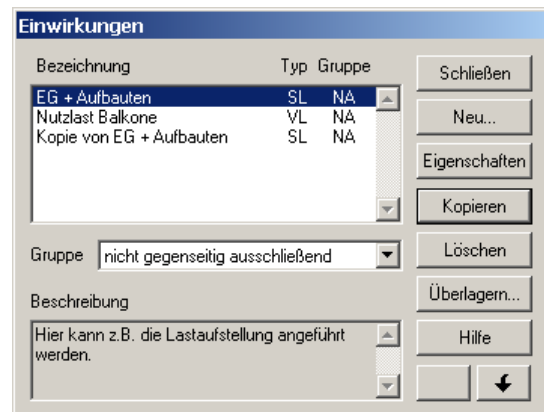 Einwirkungen
Bezeichnung Typ Gruppe
EG + Aufbauten SL NA
Nutzlast Balkone VL NA
Kopie von EG + Aufbauten SL NA
Gruppe nicht gegenseitig ausschließend
Beschreibung
Hier kann z.B. die Lastaufstellung angeführt
werden.
Schließen
Neu...
Eigenschaften
Kopieren
Löschen
Überlagern...
Hilfe